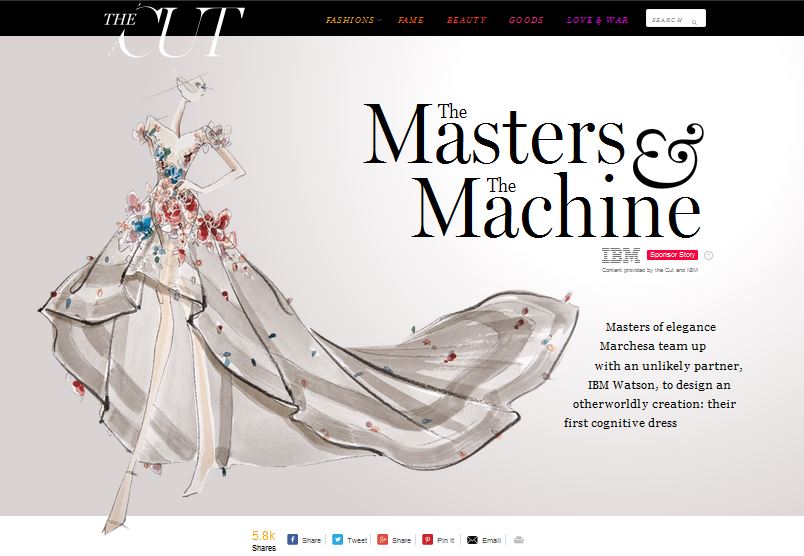 THE CUT
FASHIONS FAME BEAUTY GOODS LOVE & WAR SEARCH
The
Masters &
The
Machine
IBM Sponsor Story ?
Content provided by the Cut and IBM
Masters of elegance
Marchesa team up
with an unlikely partner,
IBM Watson, to design an
otherworldly creation: their
first cognitive dress
5.8k
Shares
Share Tweet Share Pin It Email